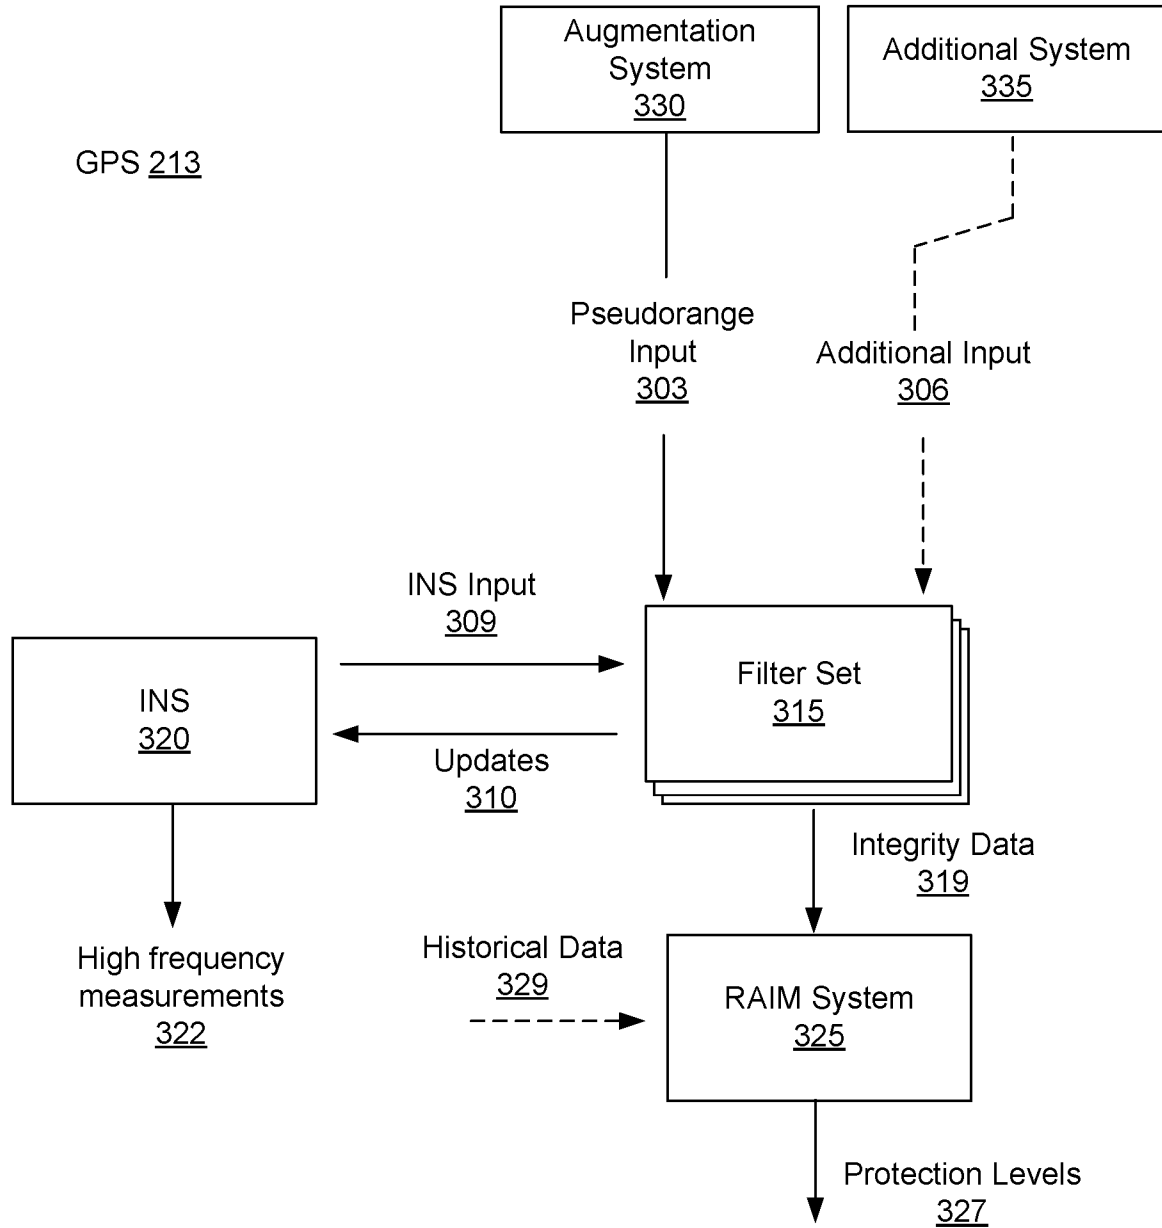 Augmentation
System
330
Additional System
335
GPS 213
Pseudorange
Input
303
Additional Input
306
INS Input
309
INS
320
Filter Set
315
Updates
310
Integrity Data
319
High frequency
measurements
322
Historical Data
329
RAIM System
325
Protection Levels
327